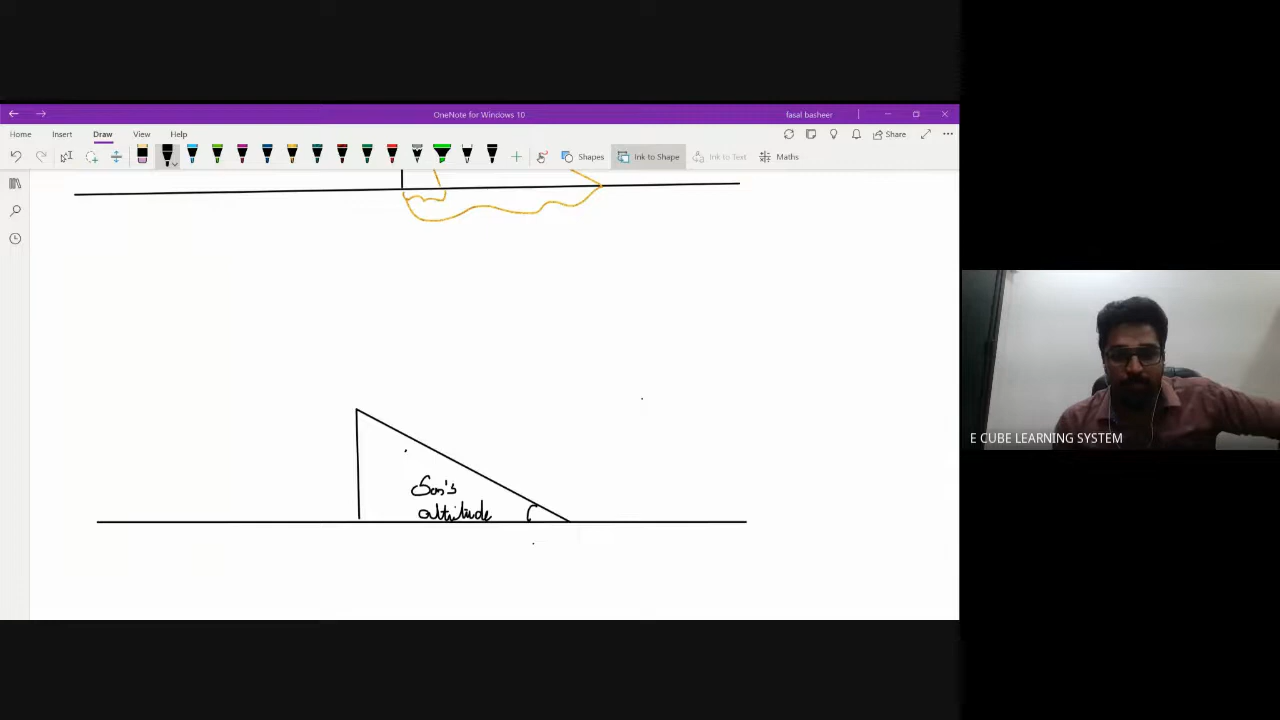 OneNote for Windows 10
fasal basheer
Home Insert Draw View Help
Share
Shapes
Ink to Shape
Ink to Text
Maths
Sun's
altitude
E CUBE LEARNING SYSTEM